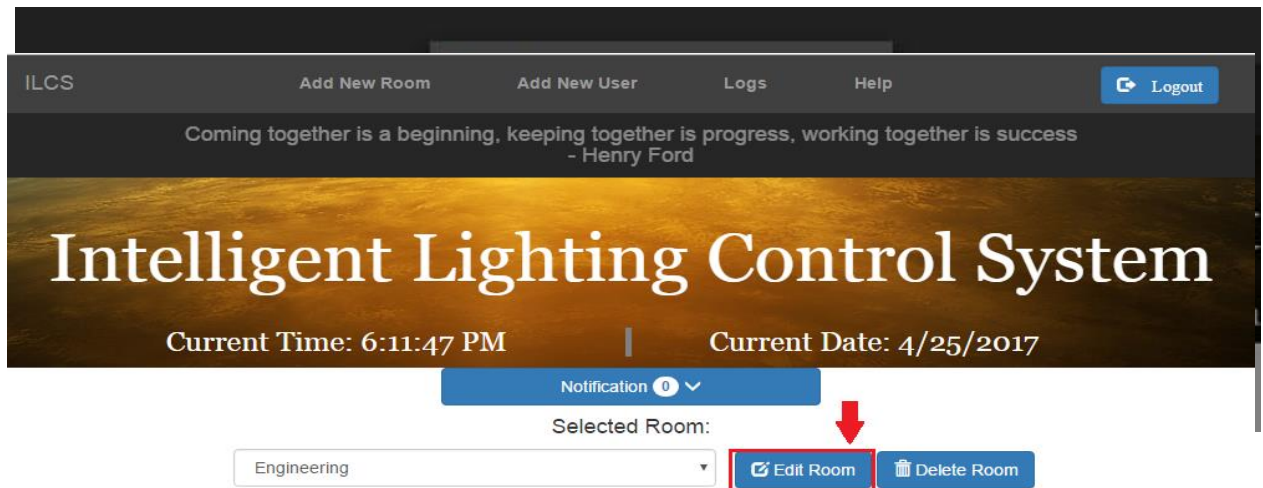 ILCS Add New Room Add New User Logs Help Logout
Coming together is a beginning, keeping together is progress, working together is success
- Henry Ford
Intelligent Lighting Control System
Current Time: 6:11:47 PM | Current Date: 4/25/2017
Notification 0
Selected Room:
Engineering Edit Room Delete Room